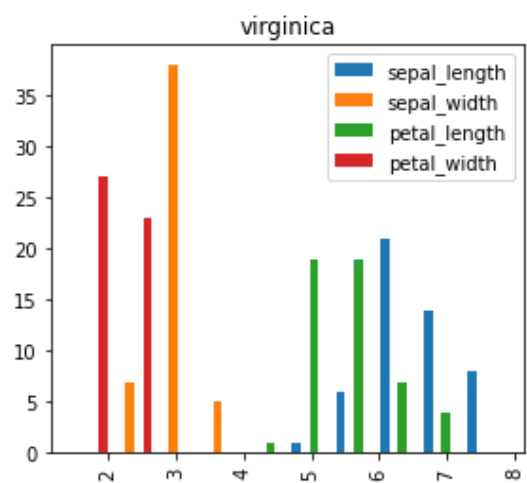 virginica
sepal_length
sepal_width
petal_length
petal_width
35
30
25
20
15
10
5
0
2 3 4 5 6 7 8